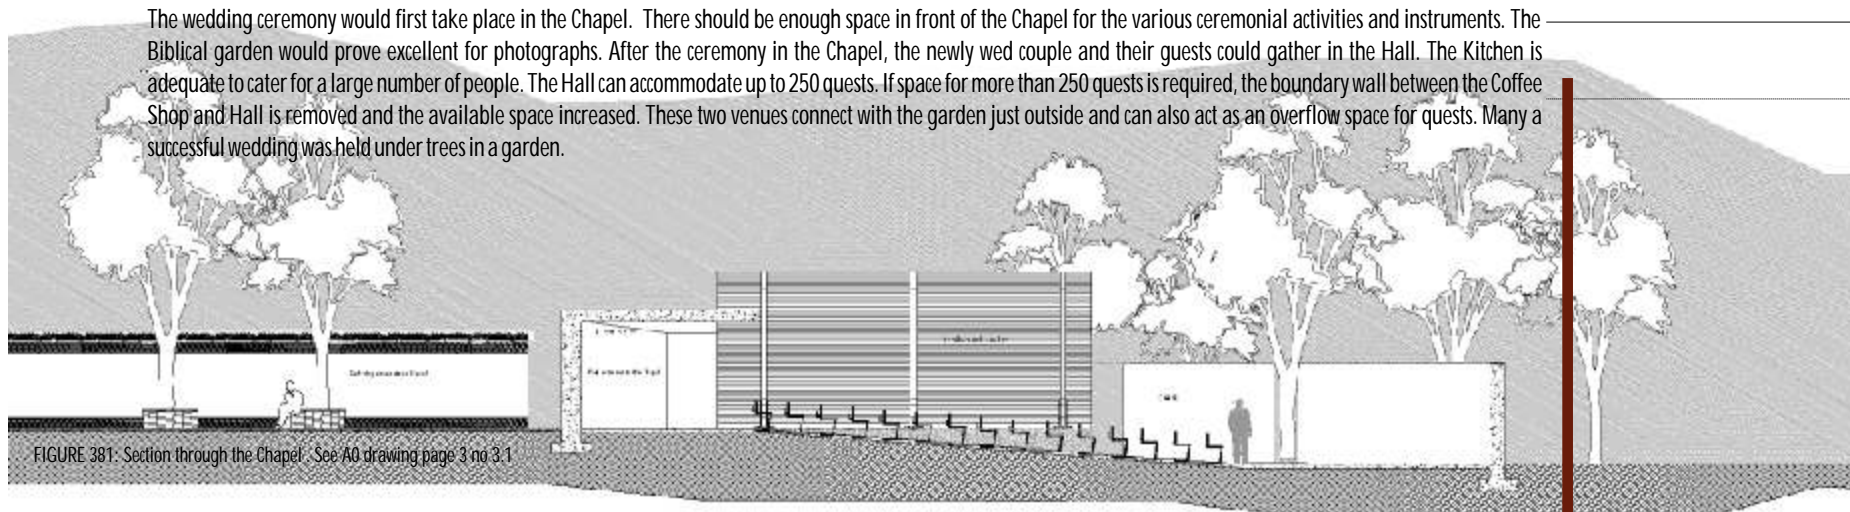 The wedding ceremony would first take place in the Chapel. There should be enough space in front of the Chapel for the various ceremonial activities and instruments. The
Biblical garden would prove excellent for photographs. After the ceremony in the Chapel, the newly wed couple and their guests could gather in the Hall. The Kitchen is
adequate to cater for a large number of people. The Hall can accommodate up to 250 quests. If space for more than 250 quests is required, the boundary wall between the Coffee
Shop and Hall is removed and the available space increased. These two venues connect with the garden just outside and can also act as an overflow space for quests. Many a
successful wedding was held under trees in a garden.
FIGURE 381: Section through the Chapel . See A0 drawing page 3 no 3.1